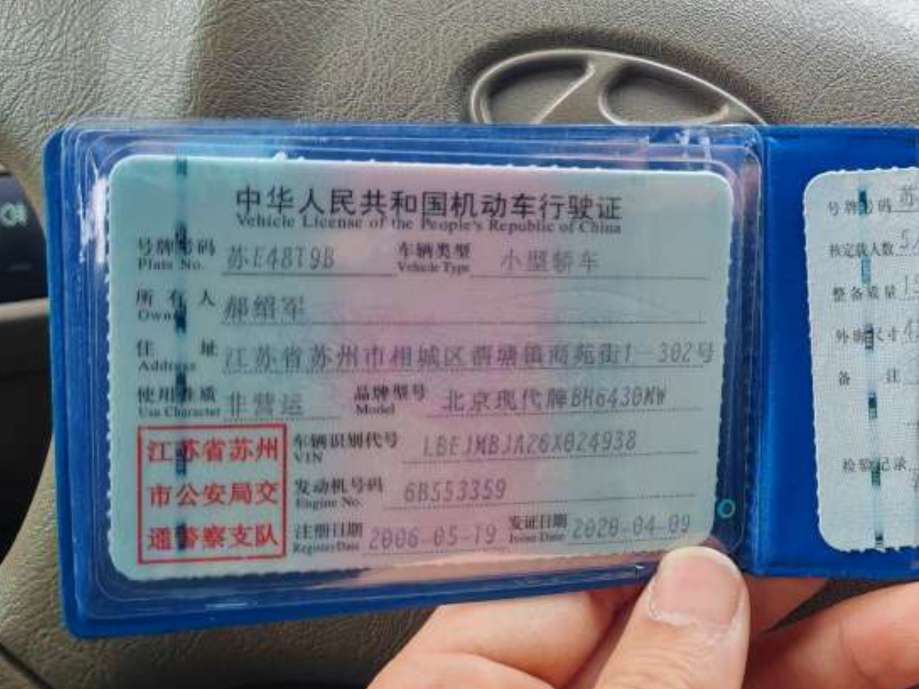 中华人民共和国机动车行驶证
Vehicle License of the People's Republic of China
号牌号码 苏E48T9B 车辆类型 小型轿车
Plate No. Vehicle Type
所有人 郝绍军
Owner
住址 江苏省苏州市相城区蠡塘镇商苑街1-302号
Address
使用性质 非营运 品牌型号 北京现代牌BH6430MW
Use Character Model
江苏省苏州
市公安局交
通警察支队
车辆识别代号 LBEJMBJA26X024938
VIN
发动机号码 6B553359
Engine No.
注册日期 2006-05-19 发证日期 2020-04-09
Register Date Issue Date
号牌号码 苏
核定载人数 5
整备质量 1
外廓尺寸 4
备注
检验记录